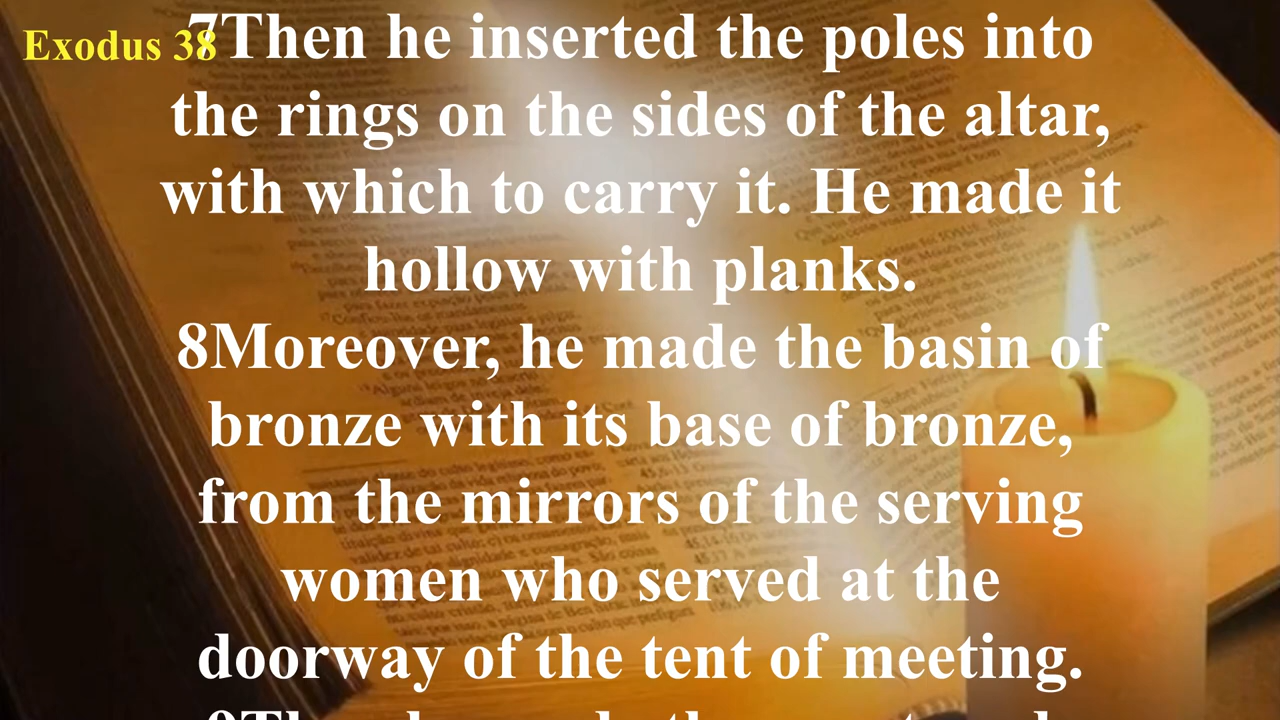 Exodus 38
7Then he inserted the poles into
the rings on the sides of the altar,
with which to carry it. He made it
hollow with planks.
8Moreover, he made the basin of
bronze with its base of bronze,
from the mirrors of the serving
women who served at the
doorway of the tent of meeting.